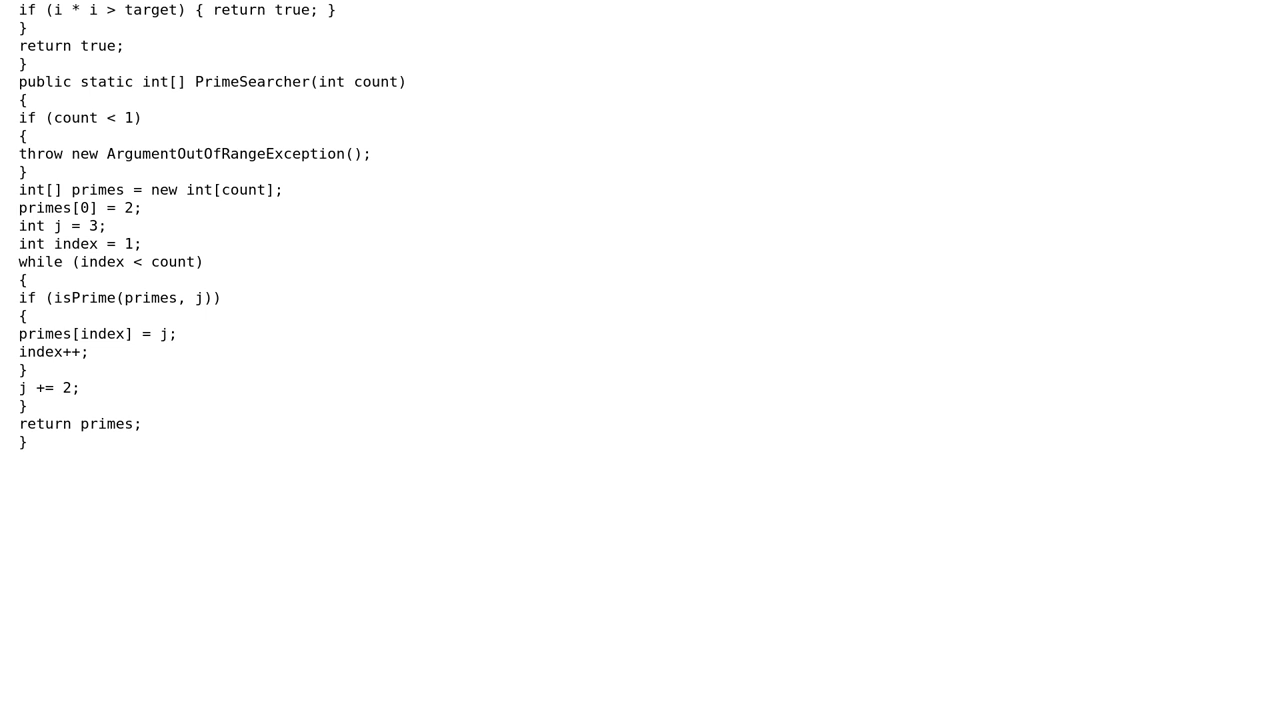 if (i * i > target) { return true; }
}
return true;
}
public static int[] PrimeSearcher(int count)
{
if (count < 1)
{
throw new ArgumentOutOfRangeException();
}
int[] primes = new int[count];
primes[0] = 2;
int j = 3;
int index = 1;
while (index < count)
{
if (isPrime(primes, j))
{
primes[index] = j;
index++;
}
j += 2;
}
return primes;
}